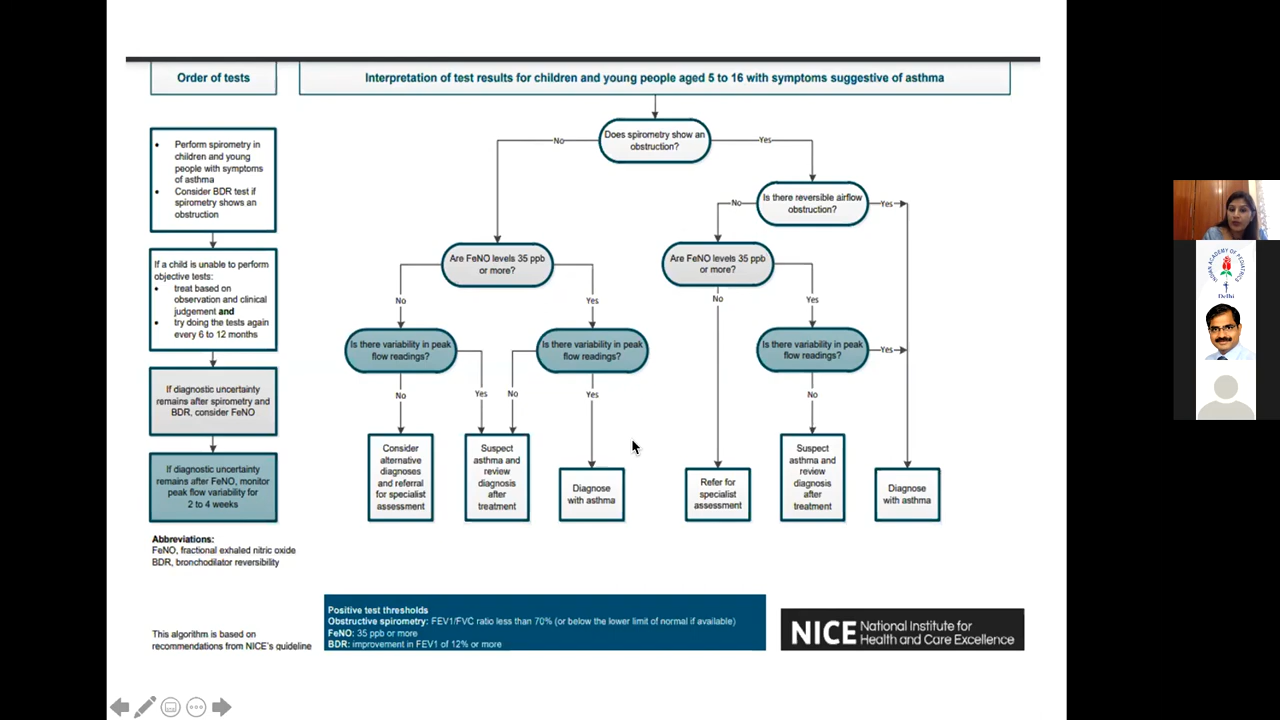 Order of tests
Interpretation of test results for children and young people aged 5 to 16 with symptoms suggestive of asthma
• Perform spirometry in
children and young
people with symptoms
of asthma
• Consider BDR test if
spirometry shows an
obstruction
If a child is unable to perform
objective tests:
• treat based on
observation and clinical
judgement and
• try doing the tests again
every 6 to 12 months
If diagnostic uncertainty
remains after spirometry and
BDR, consider FeNO
If diagnostic uncertainty
remains after FeNO, monitor
peak flow variability for
2 to 4 weeks
Abbreviations:
FeNO, fractional exhaled nitric oxide
BDR, bronchodilator reversibility
This algorithm is based on
recommendations from NICE's guideline
Does spirometry show an
obstruction?
No
Yes
Is there reversible airflow
obstruction?
No
Yes
Are FeNO levels 35 ppb
or more?
Are FeNO levels 35 ppb
or more?
No
Yes
No
Yes
Is there variability in peak
flow readings?
Is there variability in peak
flow readings?
Is there variability in peak
flow readings?
Yes
No
Yes
No
Yes
No
Consider
alternative
diagnoses
and referral
for specialist
assessment
Suspect
asthma and
review
diagnosis
after
treatment
Diagnose
with asthma
Refer for
specialist
assessment
Suspect
asthma and
review
diagnosis
after
treatment
Diagnose
with asthma
Positive test thresholds
Obstructive spirometry: FEV1/FVC ratio less than 70% (or below the lower limit of normal if available)
FeNO: 35 ppb or more
BDR: improvement in FEV1 of 12% or more
NICE National Institute for
Health and Care Excellence
INDIAN ACADEMY OF PEDIATRICS
Delhi